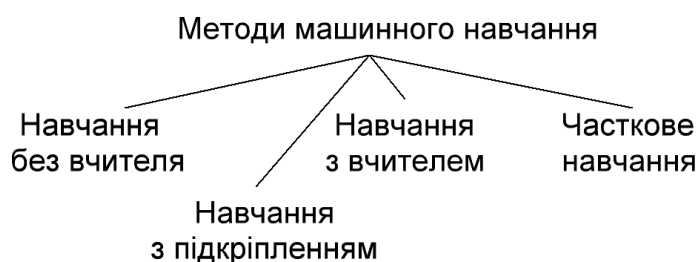 Методи машинного навчання
Навчання
без вчителя
Навчання
з підкріпленням
Навчання
з вчителем
Часткове
навчання